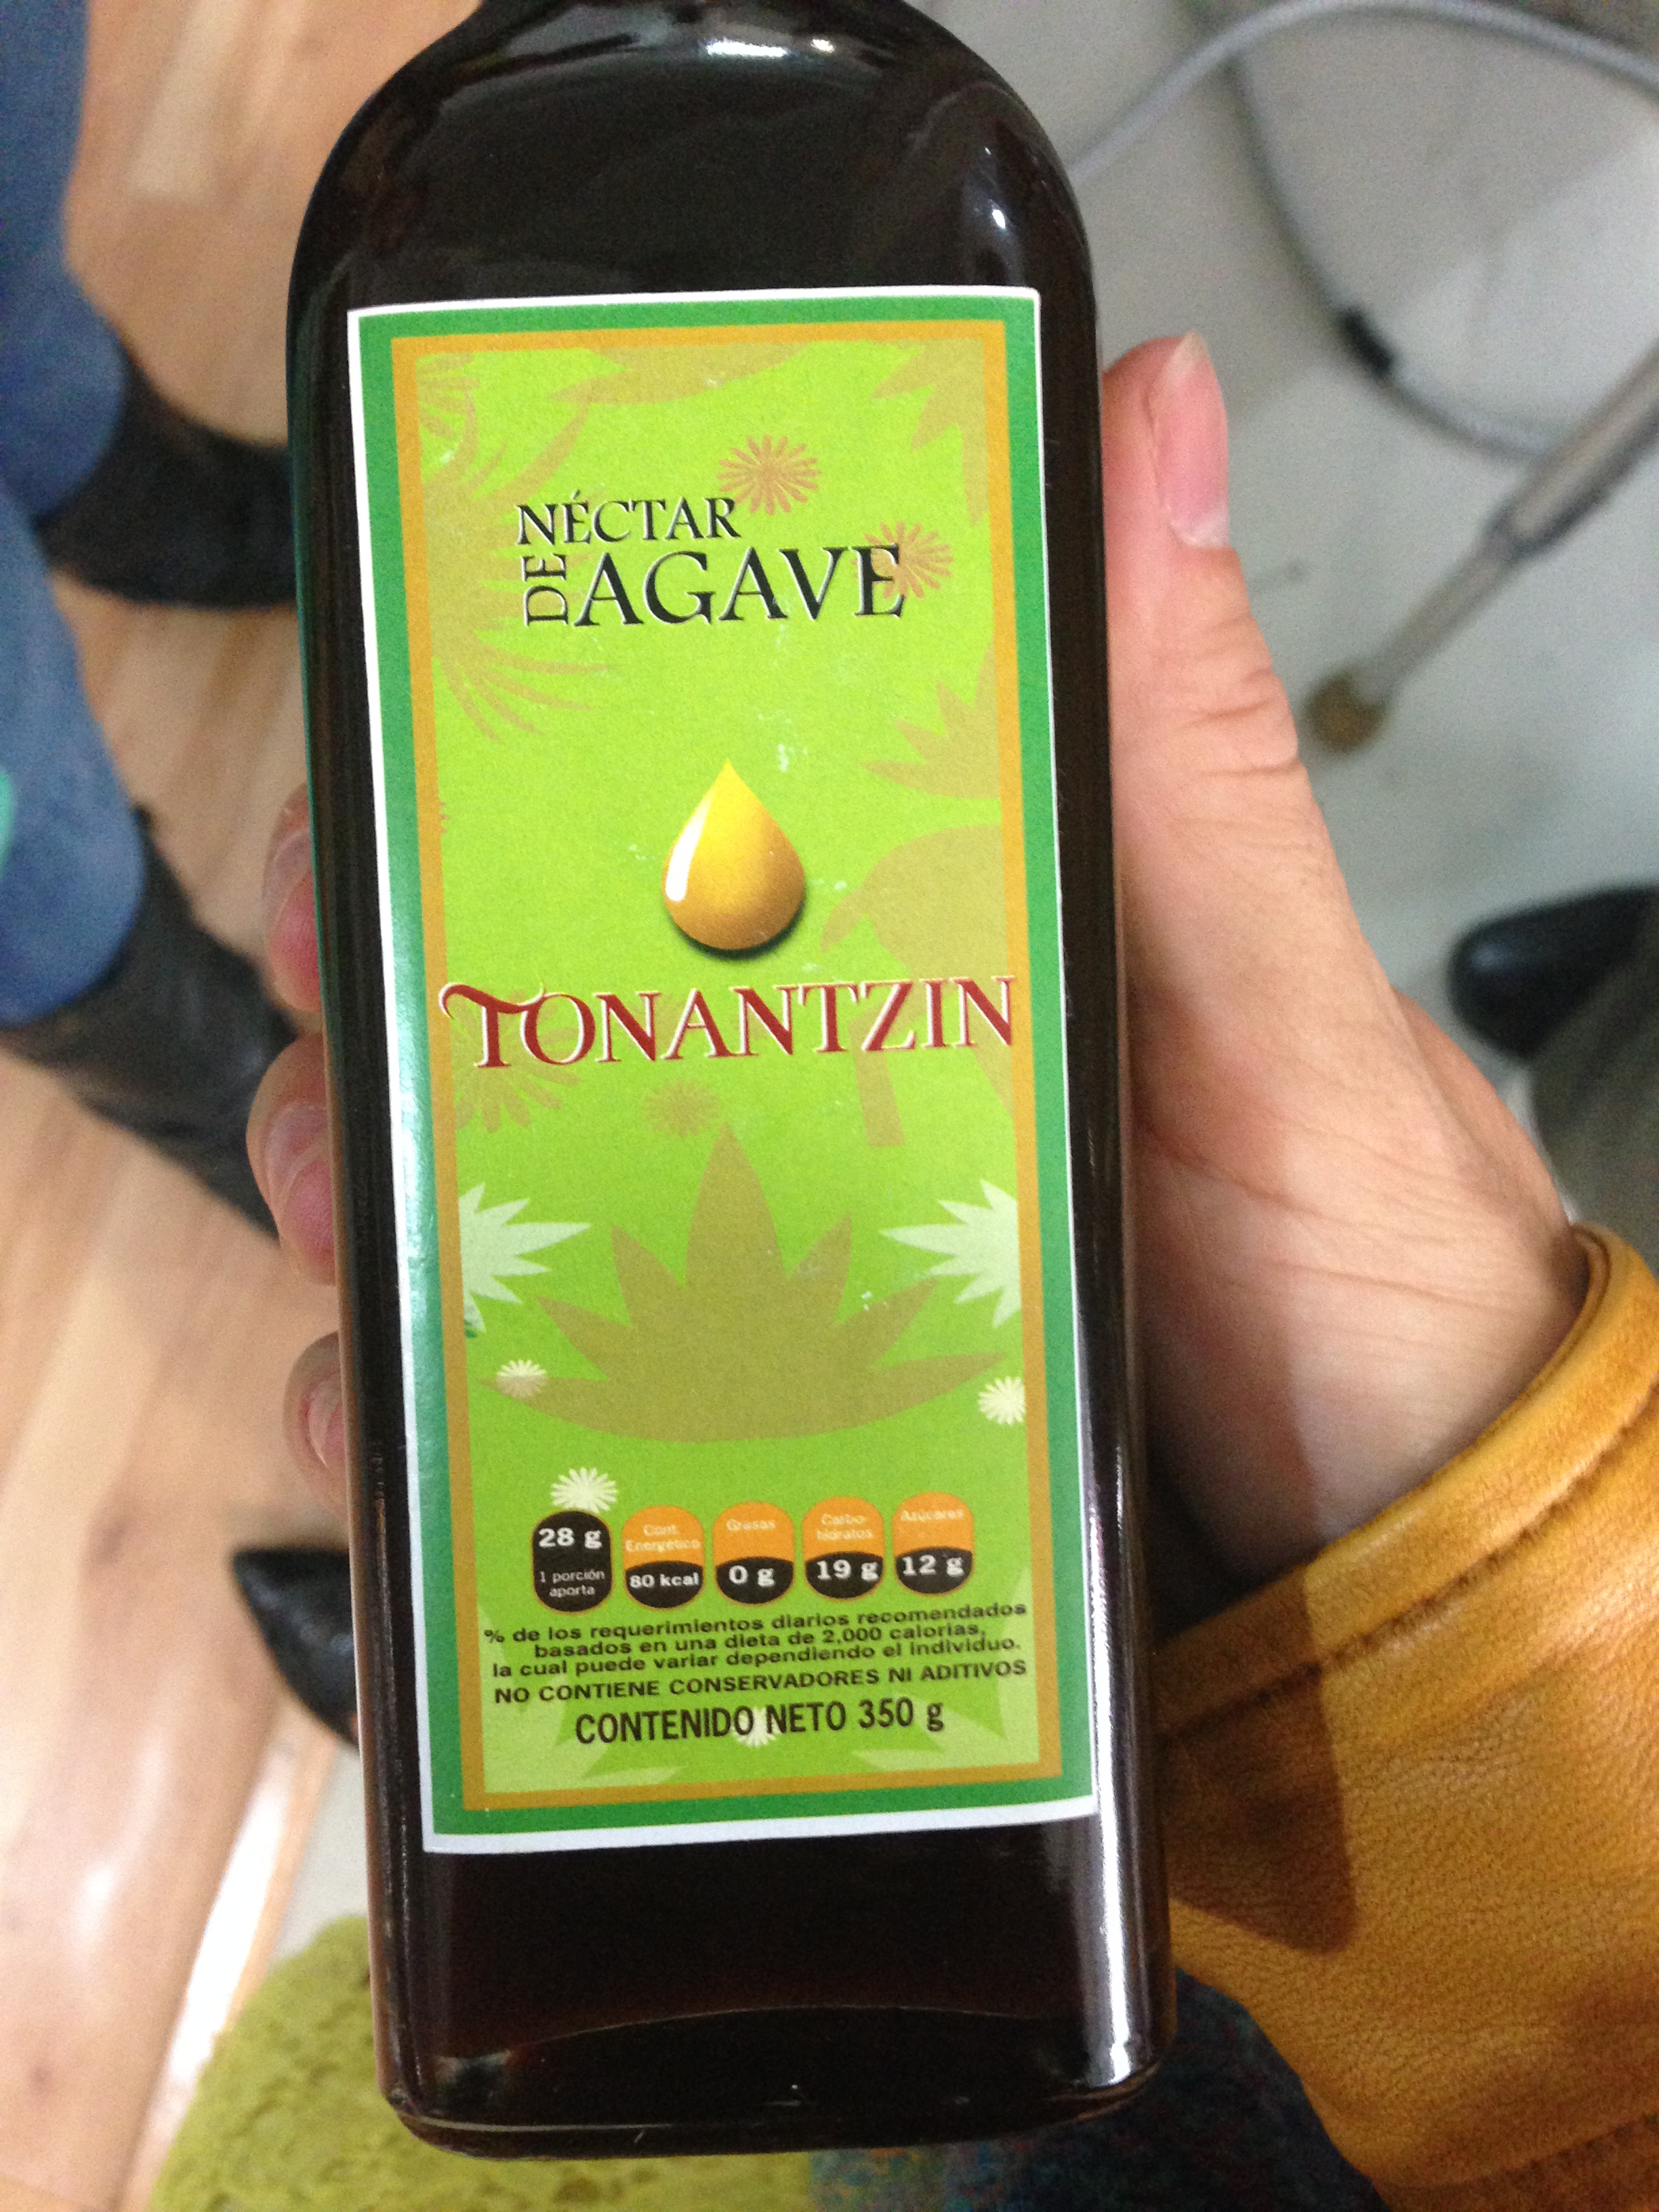 NÉCTAR
DE AGAVE
TONANTZIN
28 g
1 porción
aporta
Cont.
Energético
80 kcal
Grasas
0 g
Carbo-
hidratos
19 g
Azúcares
12 g
% de los requerimientos diarios recomendados
basados en una dieta de 2,000 calorías,
la cual puede variar dependiendo el individuo.
NO CONTIENE CONSERVADORES NI ADITIVOS
CONTENIDO NETO 350 g